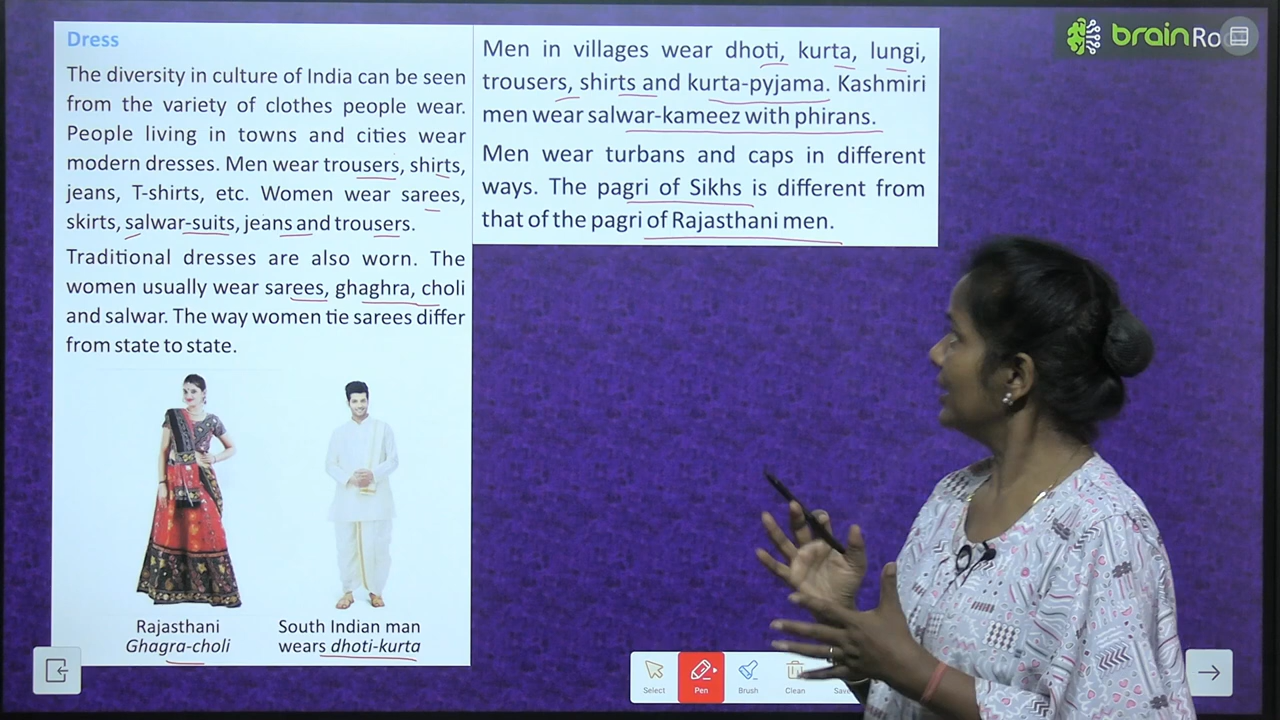 Dress
The diversity in culture of India can be seen
from the variety of clothes people wear.
People living in towns and cities wear
modern dresses. Men wear trousers, shirts,
jeans, T-shirts, etc. Women wear sarees,
skirts, salwar-suits, jeans and trousers.
Traditional dresses are also worn. The
women usually wear sarees, ghaghra, choli
and salwar. The way women tie sarees differ
from state to state.
Rajasthani
Ghagra-choli
South Indian man
wears dhoti-kurta
Men in villages wear dhoti, kurta, lungi,
trousers, shirts and kurta-pyjama. Kashmiri
men wear salwar-kameez with phirans.
Men wear turbans and caps in different
ways. The pagri of Sikhs is different from
that of the pagri of Rajasthani men.
brain
Select
Pen
Brush
Clean